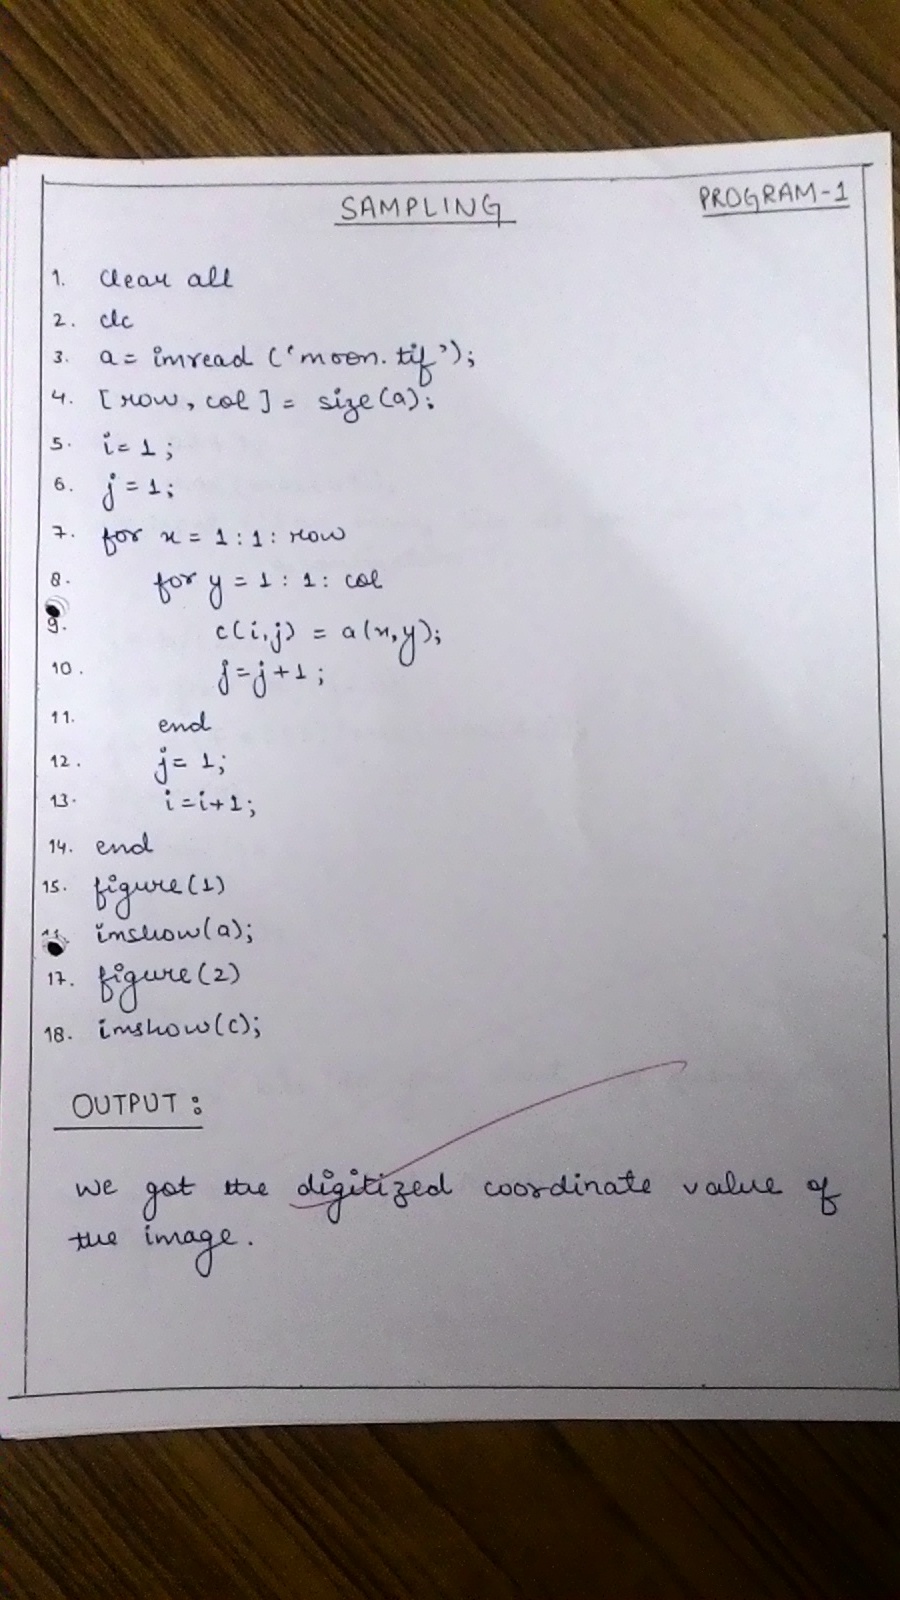 SAMPLING
PROGRAM-1
1. clear all
2. clc
3. a = imread ('moon.tif');
4. [row, col] = size(a);
5. i= 1;
6. j = 1;
7. for x = 1 : 1 : row
8. for y = 1 : 1 : col
9. c(i,j) = a(x,y);
10. j=j+1;
11. end
12. j= 1;
13. i=i+1;
14. end
15. figure(1)
imshow(a);
17. figure(2)
18. imshow(c);
OUTPUT :
We got the digitized coordinate value of
the image.